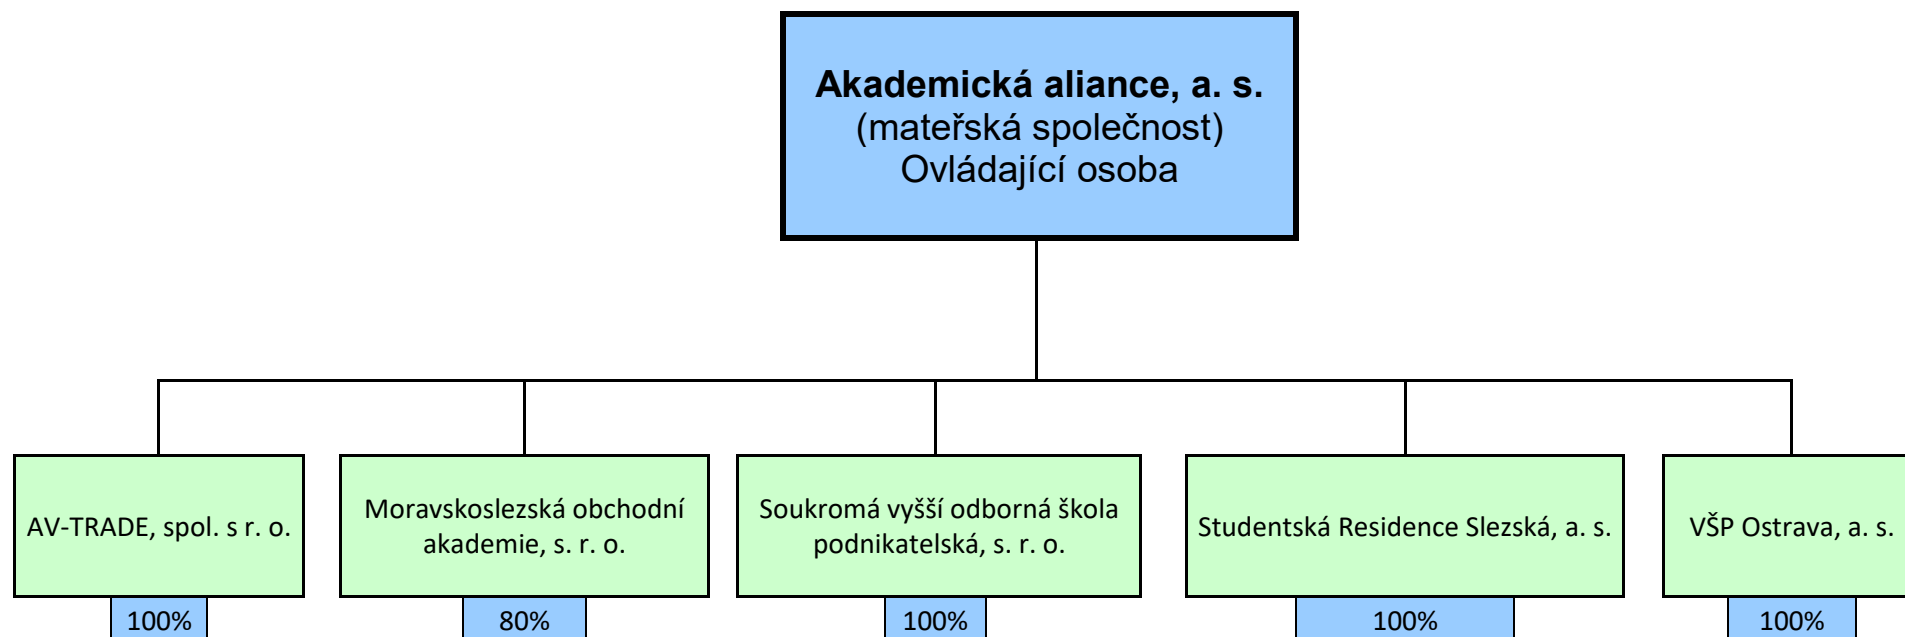 Akademická aliance, a. s.
(mateřská společnost)
Ovládající osoba
AV-TRADE, spol. s r. o.
Moravskoslezská obchodní
akademie, s. r. o.
Soukromá vyšší odborná škola
podnikatelská, s. r. o.
Studentská Residence Slezská, a. s.
VŠP Ostrava, a. s.
100%
80%
100%
100%
100%